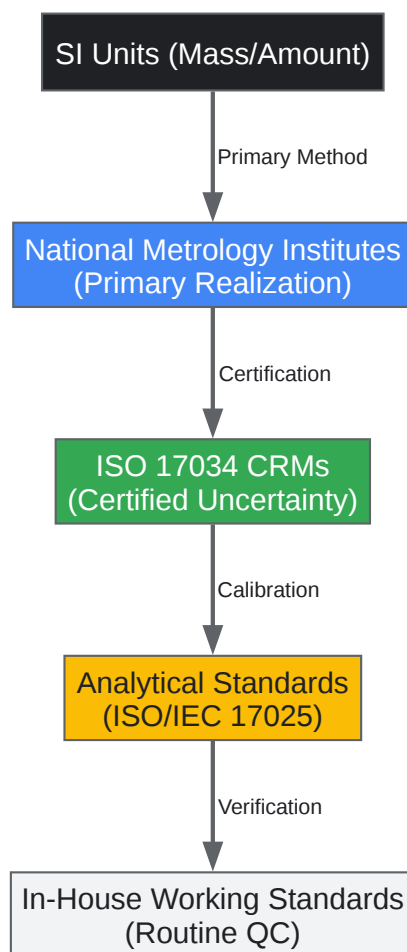 SI Units (Mass/Amount)
Primary Method
National Metrology Institutes
(Primary Realization)
Certification
ISO 17034 CRMs
(Certified Uncertainty)
Calibration
Analytical Standards
(ISO/IEC 17025)
Verification
In-House Working Standards
(Routine QC)